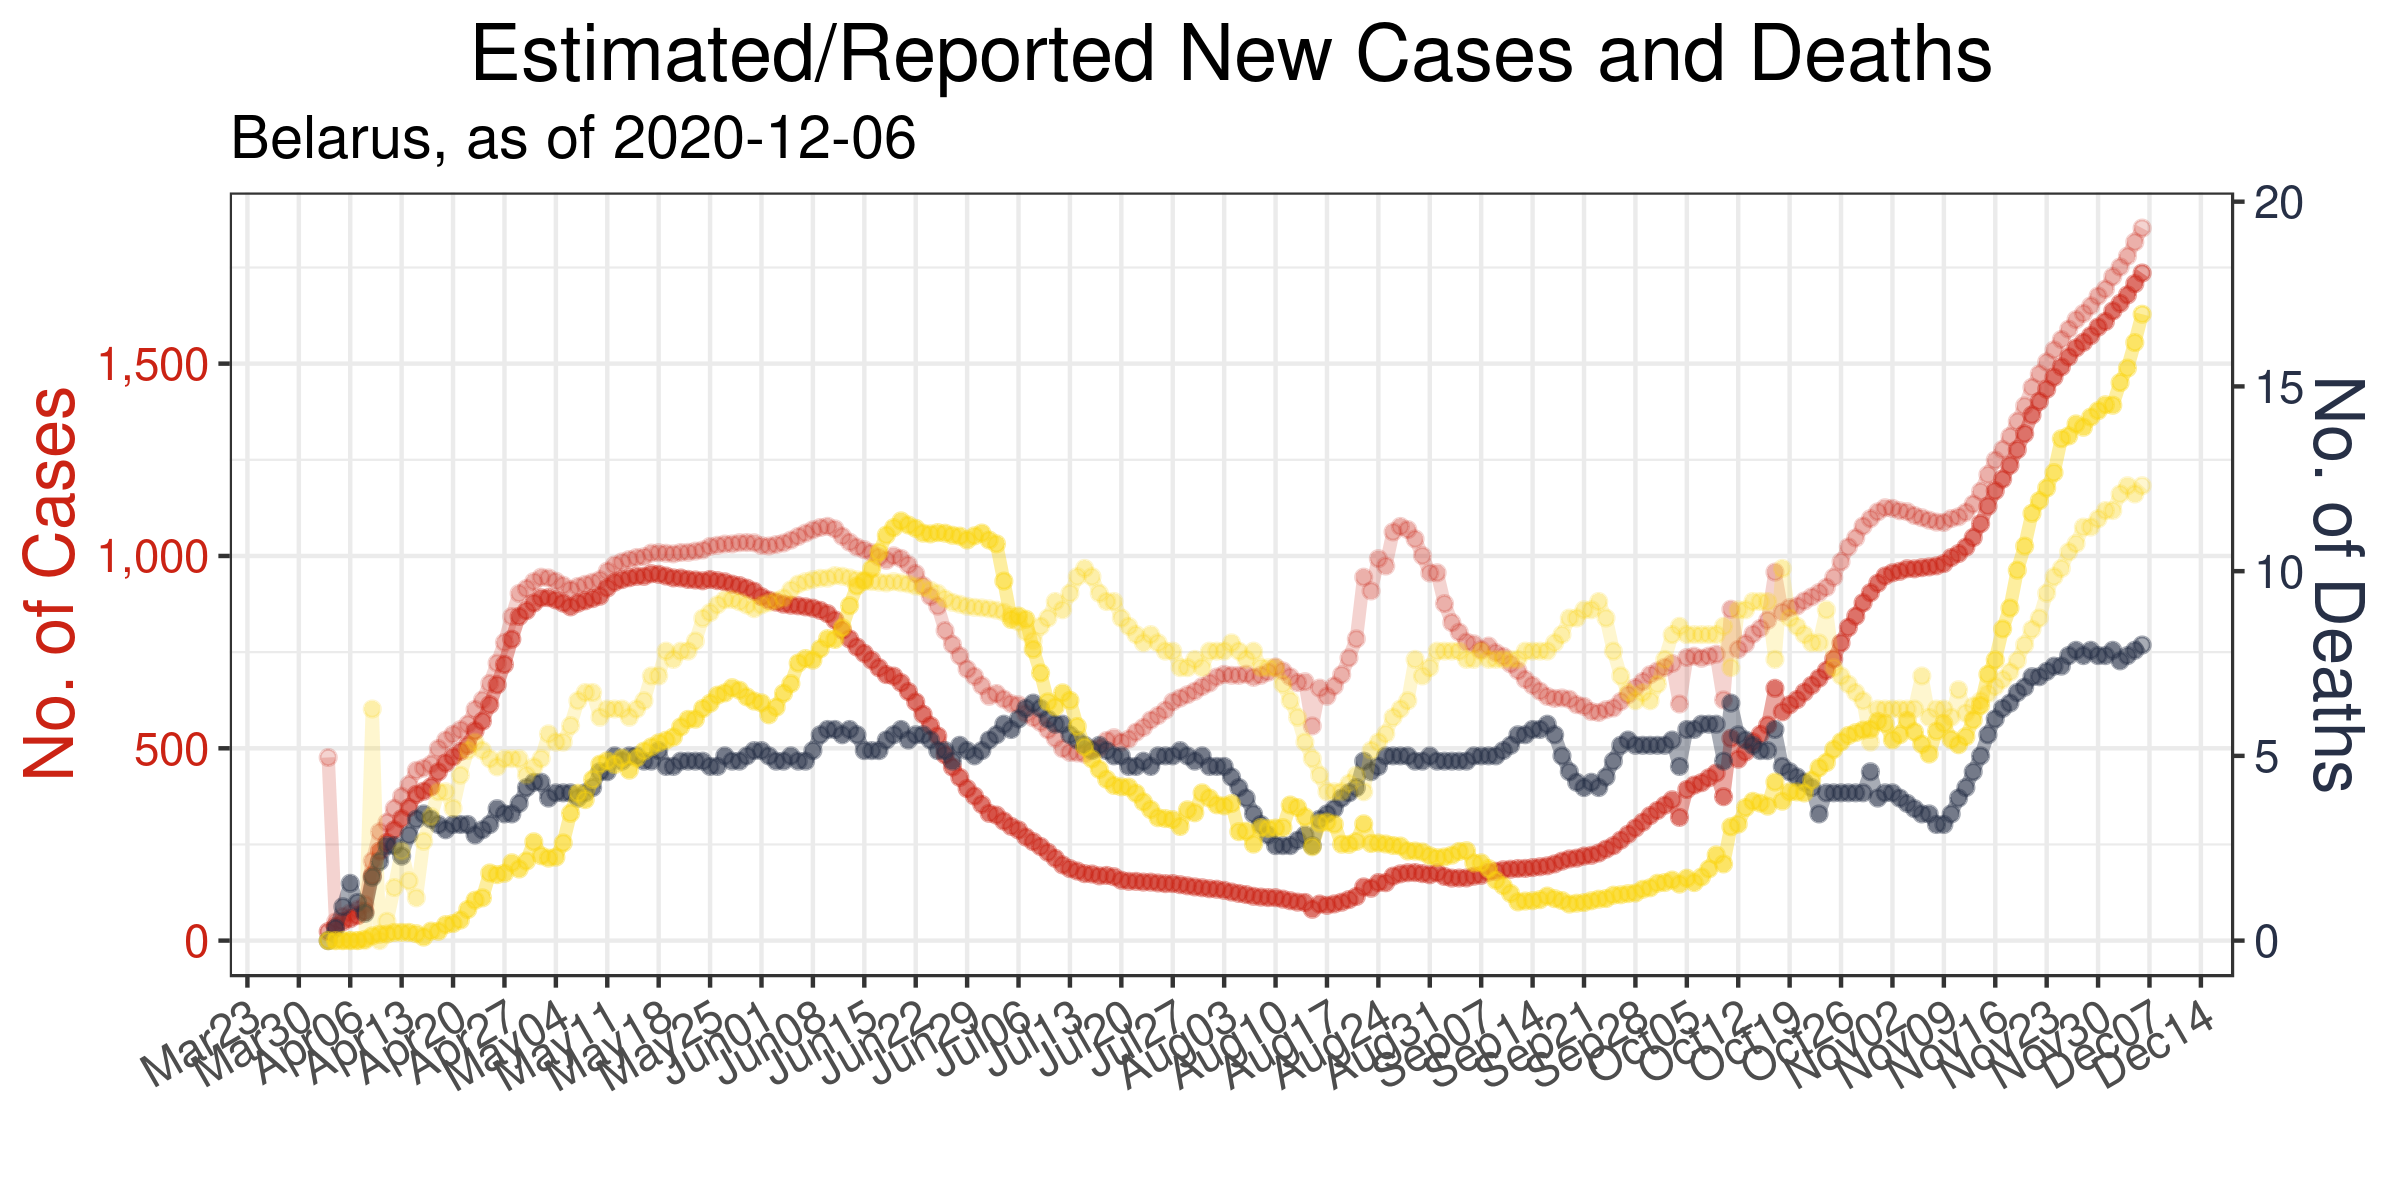 Estimated/Reported New Cases and Deaths
Belarus, as of 2020-12-06
No. of Cases
1,500
1,000
500
0
20
15
10
5
0
No. of Deaths
Mar23
Mar30
Apr06
Apr13
Apr20
Apr27
May04
May11
May18
May25
Jun01
Jun08
Jun15
Jun22
Jun29
Jul06
Jul13
Jul20
Jul27
Aug03
Aug10
Aug17
Aug24
Aug31
Sep07
Sep14
Sep21
Sep28
Oct05
Oct12
Oct19
Oct26
Nov02
Nov09
Nov16
Nov23
Nov30
Dec07
Dec14